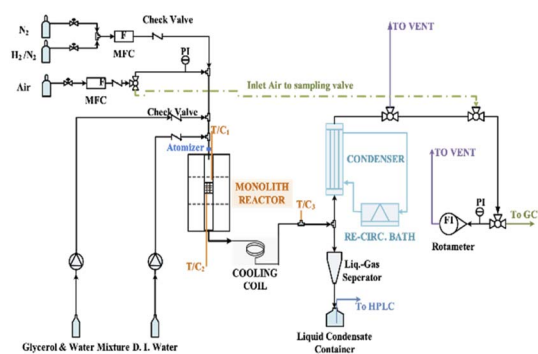 N₂
H₂/N₂
Air
F
MFC
Check Valve
PI
F
MFC
TO VENT
Inlet Air to sampling valve
Check Valve
Atomizer
T/C₁
MONOLITH
REACTOR
T/C₂
COOLING
COIL
T/C₃
CONDENSER
RE-CIRC. BATH
TO VENT
PI
FI
Rotameter
To GC
Liq.-Gas
Seperator
To HPLC
Liquid Condensate
Container
Glycerol & Water Mixture
D. I. Water